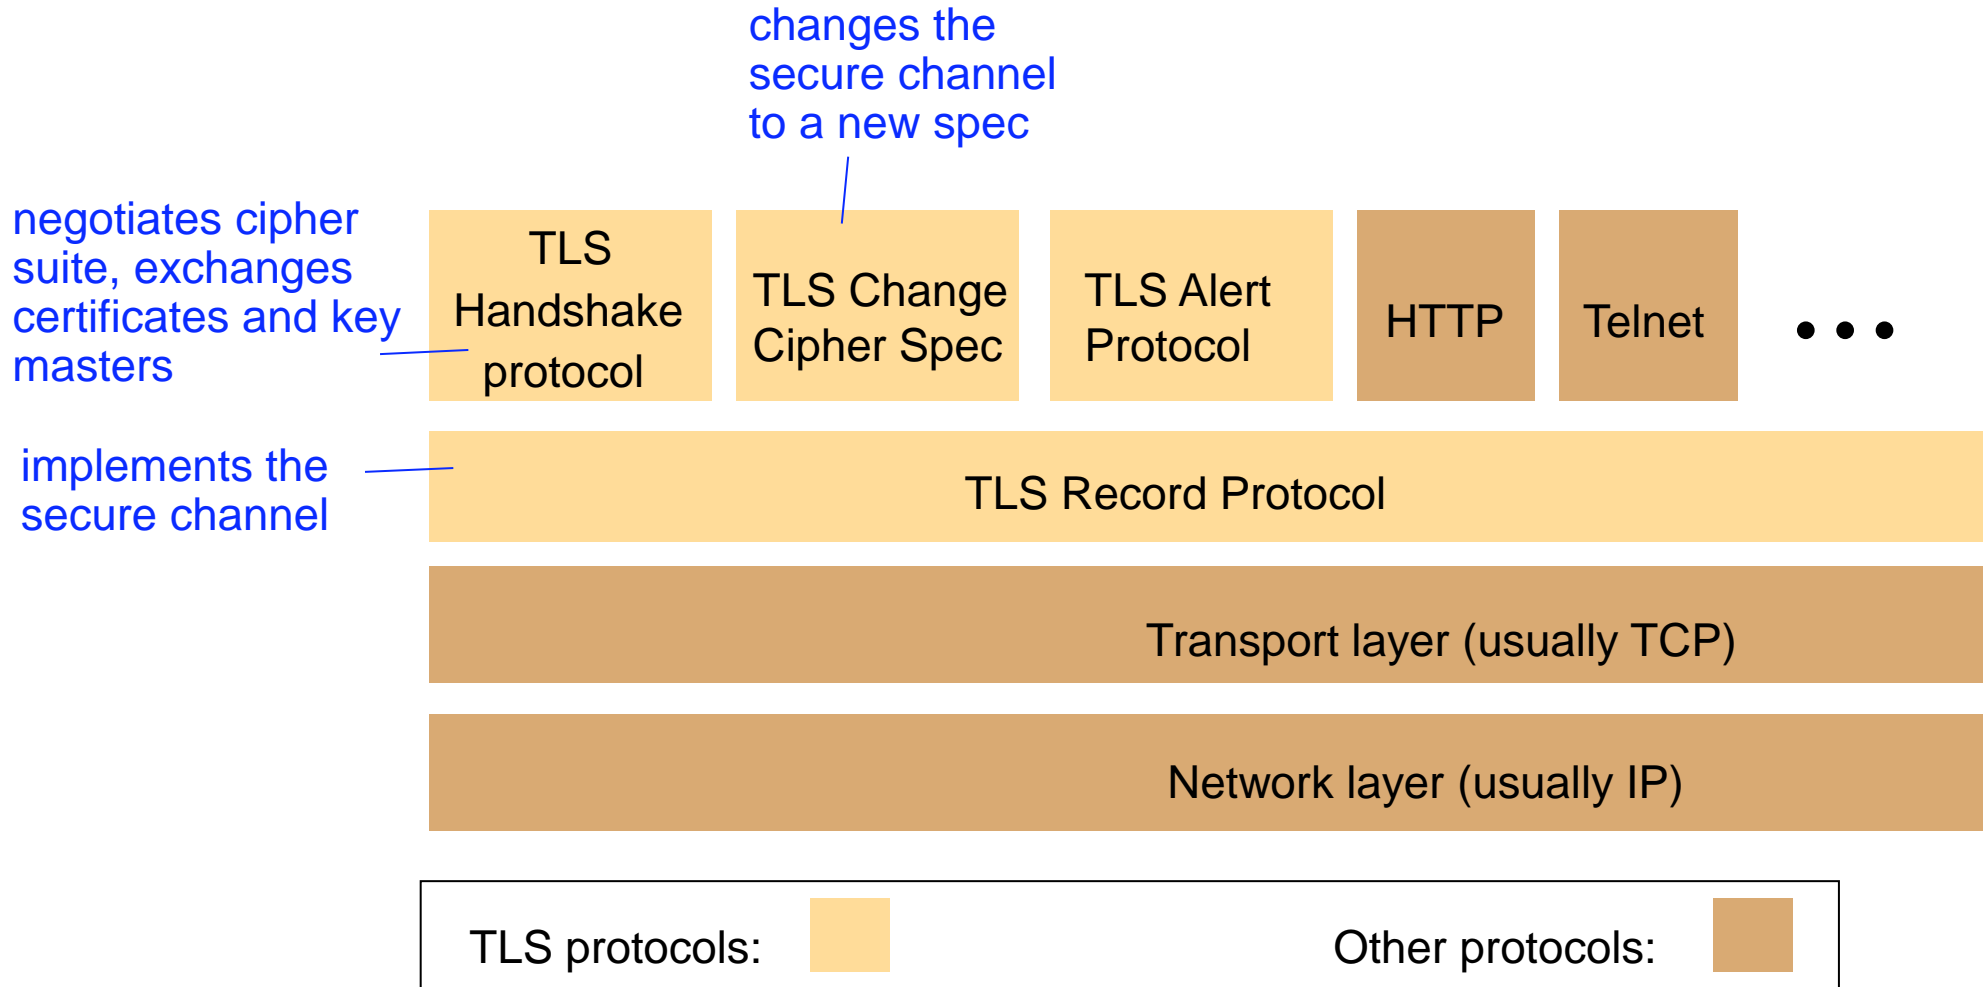 changes the
secure channel
to a new spec
negotiates cipher
suite, exchanges
certificates and key
masters
TLS
Handshake
protocol
TLS Change
Cipher Spec
TLS Alert
Protocol
HTTP
Telnet
•••
implements the
secure channel
TLS Record Protocol
Transport layer (usually TCP)
Network layer (usually IP)
TLS protocols:
Other protocols: